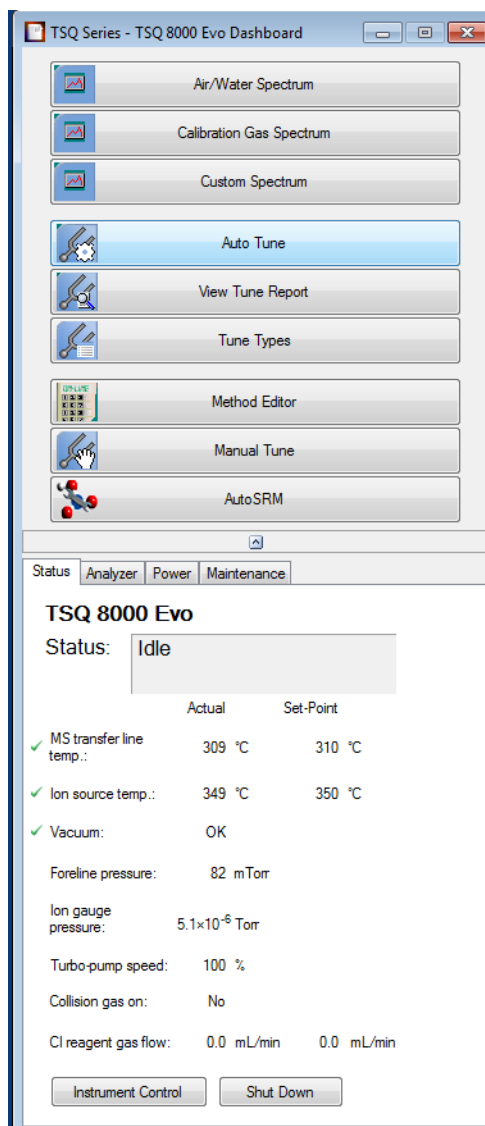 TSQ Series - TSQ 8000 Evo Dashboard
Air/Water Spectrum
Calibration Gas Spectrum
Custom Spectrum
Auto Tune
View Tune Report
Tune Types
Method Editor
Manual Tune
AutoSRM
Status Analyzer Power Maintenance
TSQ 8000 Evo
Status: Idle
Actual Set-Point
MS transfer line
temp.: 309 °C 310 °C
Ion source temp.: 349 °C 350 °C
Vacuum: OK
Foreline pressure: 82 mTorr
Ion gauge
pressure: 5.1×10⁻⁶ Torr
Turbo-pump speed: 100 %
Collision gas on: No
CI reagent gas flow: 0.0 mL/min 0.0 mL/min
Instrument Control Shut Down